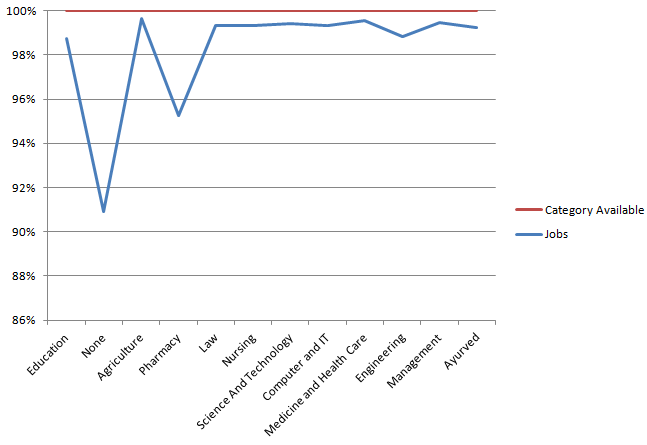 100%
98%
96%
94%
92%
90%
88%
86%
Education
None
Agriculture
Pharmacy
Law
Nursing
Science And Technology
Computer and IT
Medicine and Health Care
Engineering
Management
Ayurved
Category Available
Jobs